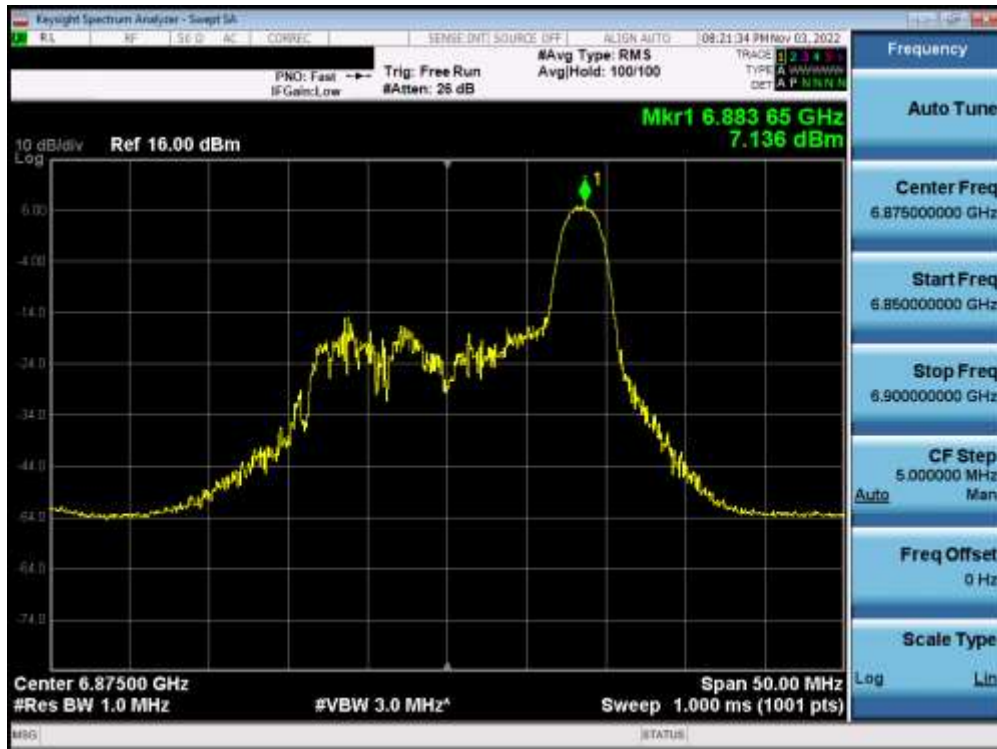 Keysight Spectrum Analyzer - Swept SA
RL RF 50 Ω AC CORREC SENSE:INT SOURCE OFF ALIGN AUTO 08:21:34 PM Nov 03, 2022
PNO: Fast
IFGain:Low
Trig: Free Run
#Atten: 26 dB
#Avg Type: RMS
Avg|Hold: 100/100
TRACE 1 2 3 4 5 6
TYPE A WWWWW
DET A P N N N N
Mkr1 6.883 65 GHz
7.136 dBm
10 dB/div Ref 16.00 dBm
Log
1
6.00
-4.00
-14.0
-24.0
-34.0
-44.0
-54.0
-64.0
-74.0
Center 6.87500 GHz Span 50.00 MHz
#Res BW 1.0 MHz #VBW 3.0 MHz* Sweep 1.000 ms (1001 pts)
MSG STATUS
Frequency
Auto Tune
Center Freq
6.875000000 GHz
Start Freq
6.850000000 GHz
Stop Freq
6.900000000 GHz
CF Step
5.000000 MHz
Auto Man
Freq Offset
0 Hz
Scale Type
Log Lin